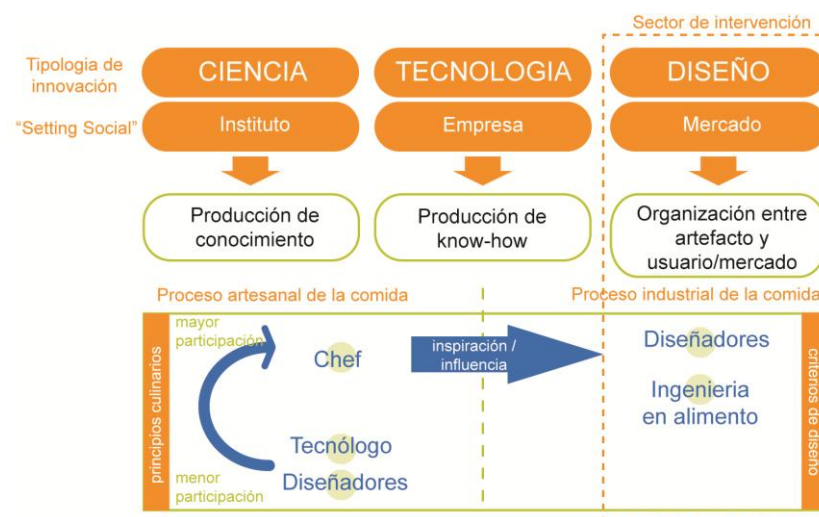 Sector de intervención
Tipologia de
innovación
CIENCIA
TECNOLOGIA
DISEÑO
“Setting Social”
Instituto
Empresa
Mercado
Producción de
conocimiento
Producción de
know-how
Organización entre
artefacto y
usuario/mercado
Proceso artesanal de la comida
Proceso industrial de la comida
principios culinarios
mayor
participación
Chef
inspiración /
influencia
Diseñadores
Ingenieria
en alimento
Tecnólogo
Diseñadores
menor
participación
criterios de diseño